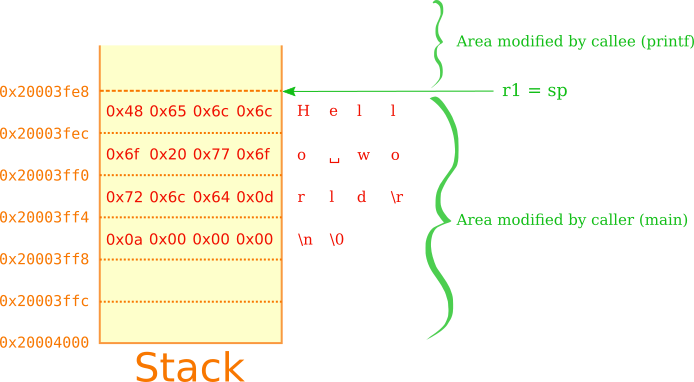 Area modified by callee (printf)
0x20003fe8
r1 = sp
0x48 0x65 0x6c 0x6c H e l l
0x20003fec
0x6f 0x20 0x77 0x6f o ␣ w o
0x20003ff0
0x72 0x6c 0x64 0x0d r l d \r
0x20003ff4
Area modified by caller (main)
0x0a 0x00 0x00 0x00 \n \0
0x20003ff8
0x20003ffc
0x20004000
Stack